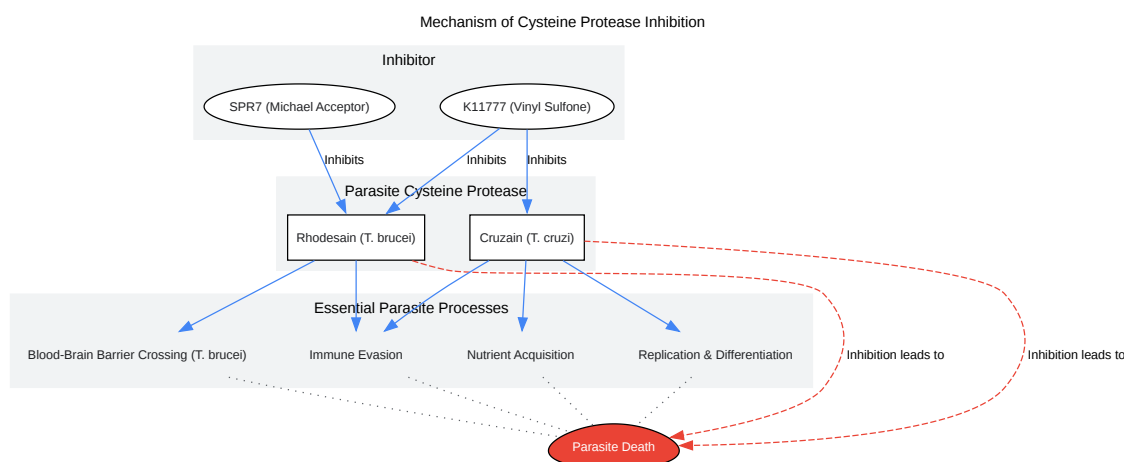 Mechanism of Cysteine Protease Inhibition
Inhibitor
SPR7 (Michael Acceptor)
K11777 (Vinyl Sulfone)
Inhibits
Inhibits
Inhibits
Parasite Cysteine Protease
Rhodesain (T. brucei)
Cruzain (T. cruzi)
Essential Parasite Processes
Blood-Brain Barrier Crossing (T. brucei)
Immune Evasion
Nutrient Acquisition
Replication & Differentiation
Inhibition leads to
Inhibition leads to
Parasite Death